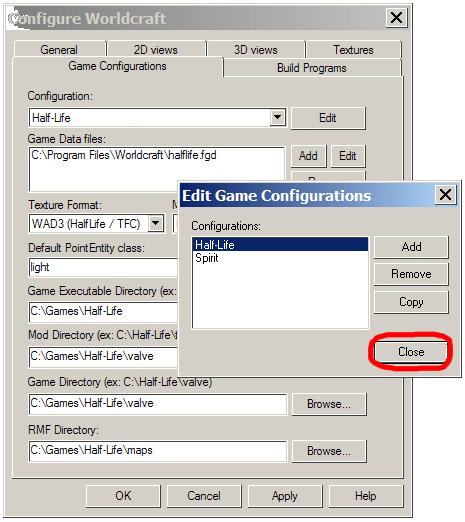 Configure Worldcraft
General 2D views 3D views Textures
Game Configurations Build Programs
Configuration:
Half-Life Edit
Game Data files:
C:\Program Files\Worldcraft\halflife.fgd Add Edit
Edit Game Configurations
Texture Format:
WAD3 (HalfLife / TFC)
Configurations:
Half-Life
Spirit
Add
Remove
Copy
Close
Default PointEntity class:
light
Game Executable Directory (ex:
C:\Games\Half-Life
Mod Directory (ex: C:\Half-Life\
C:\Games\Half-Life\valve
Game Directory (ex: C:\Half-Life\valve)
C:\Games\Half-Life\valve Browse...
RMF Directory:
C:\Games\Half-Life\maps Browse...
OK Cancel Apply Help